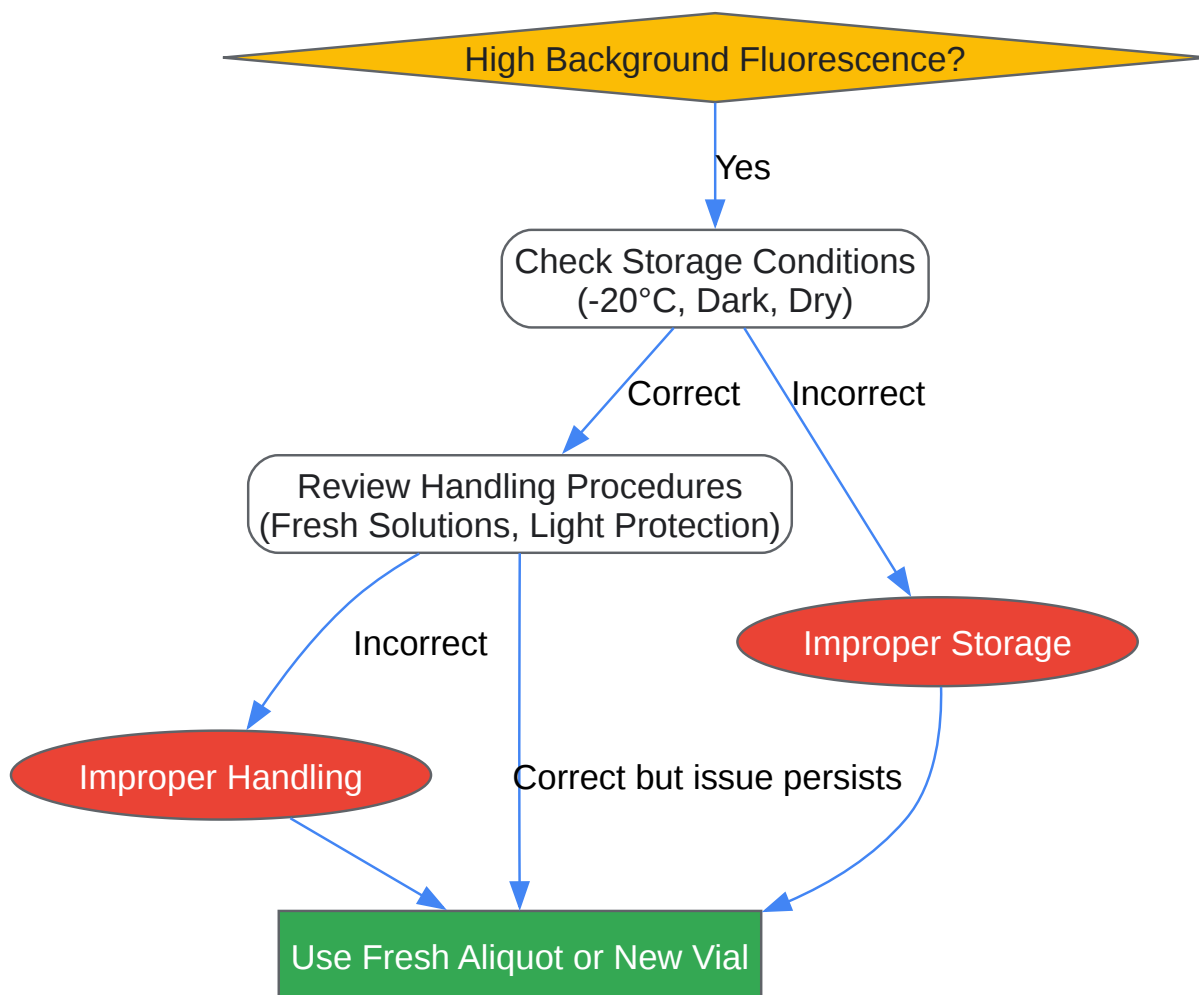 High Background Fluorescence?
Yes
Check Storage Conditions
(-20°C, Dark, Dry)
Correct
Incorrect
Review Handling Procedures
(Fresh Solutions, Light Protection)
Incorrect
Improper Storage
Improper Handling
Correct but issue persists
Use Fresh Aliquot or New Vial